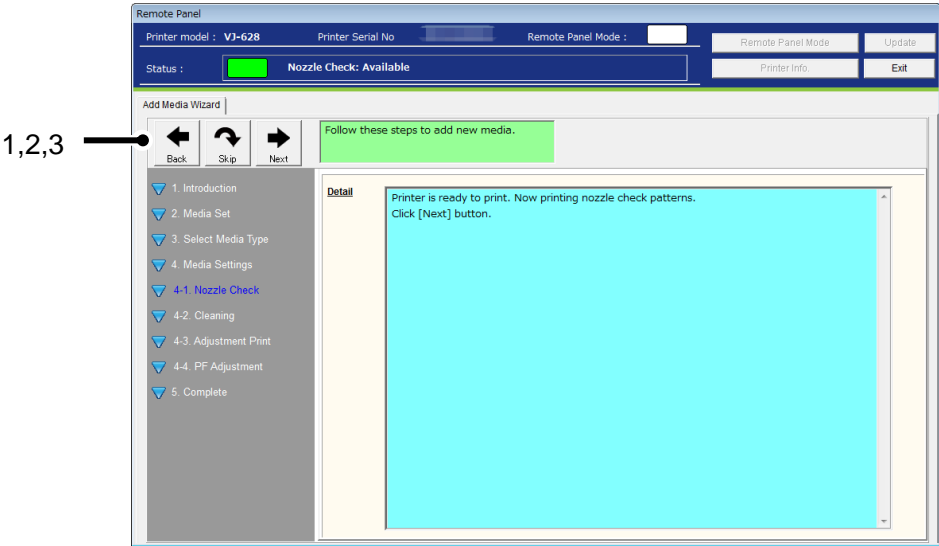 Remote Panel
Printer model : VJ-628 Printer Serial No Remote Panel Mode :
Remote Panel Mode Update
Status : Nozzle Check: Available
Printer Info. Exit
Add Media Wizard
1,2,3
Back Skip Next
Follow these steps to add new media.
1. Introduction
2. Media Set
3. Select Media Type
4. Media Settings
4-1. Nozzle Check
4-2. Cleaning
4-3. Adjustment Print
4-4. PF Adjustment
5. Complete
Detail
Printer is ready to print. Now printing nozzle check patterns.
Click [Next] button.